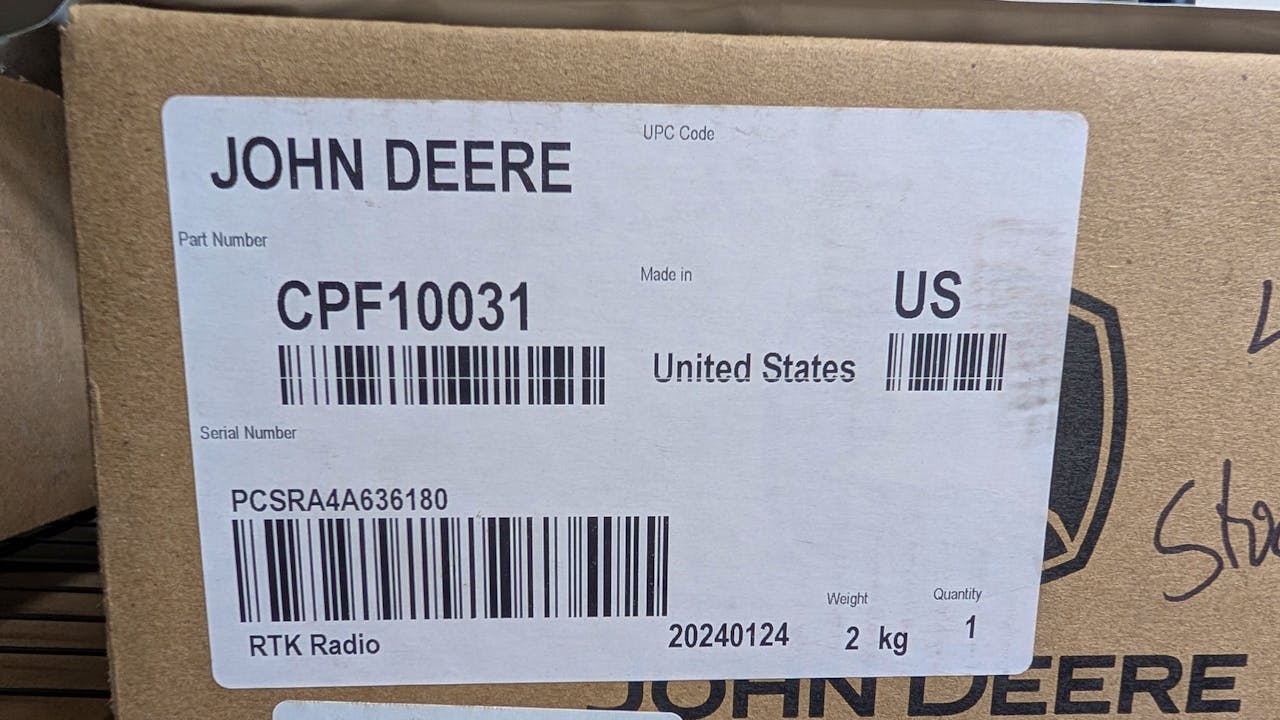 JOHN DEERE
UPC Code
Part Number
CPF10031
Made in
US
United States
Serial Number
PCSRA4A636180
RTK Radio
20240124
Weight
2 kg
Quantity
1
JOHN DEERE